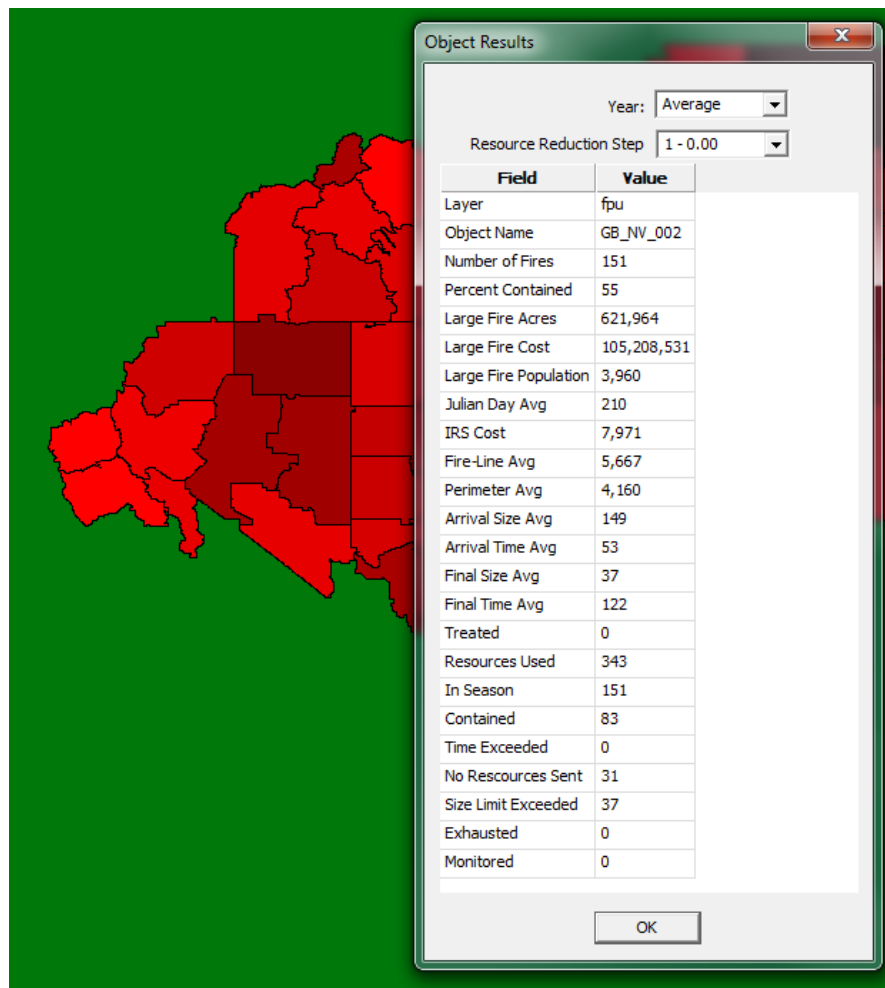 Object Results
Year: Average
Resource Reduction Step 1 - 0.00
Field Value
Layer fpu
Object Name GB_NV_002
Number of Fires 151
Percent Contained 55
Large Fire Acres 621,964
Large Fire Cost 105,208,531
Large Fire Population 3,960
Julian Day Avg 210
IRS Cost 7,971
Fire-Line Avg 5,667
Perimeter Avg 4,160
Arrival Size Avg 149
Arrival Time Avg 53
Final Size Avg 37
Final Time Avg 122
Treated 0
Resources Used 343
In Season 151
Contained 83
Time Exceeded 0
No Rescources Sent 31
Size Limit Exceeded 37
Exhausted 0
Monitored 0
OK